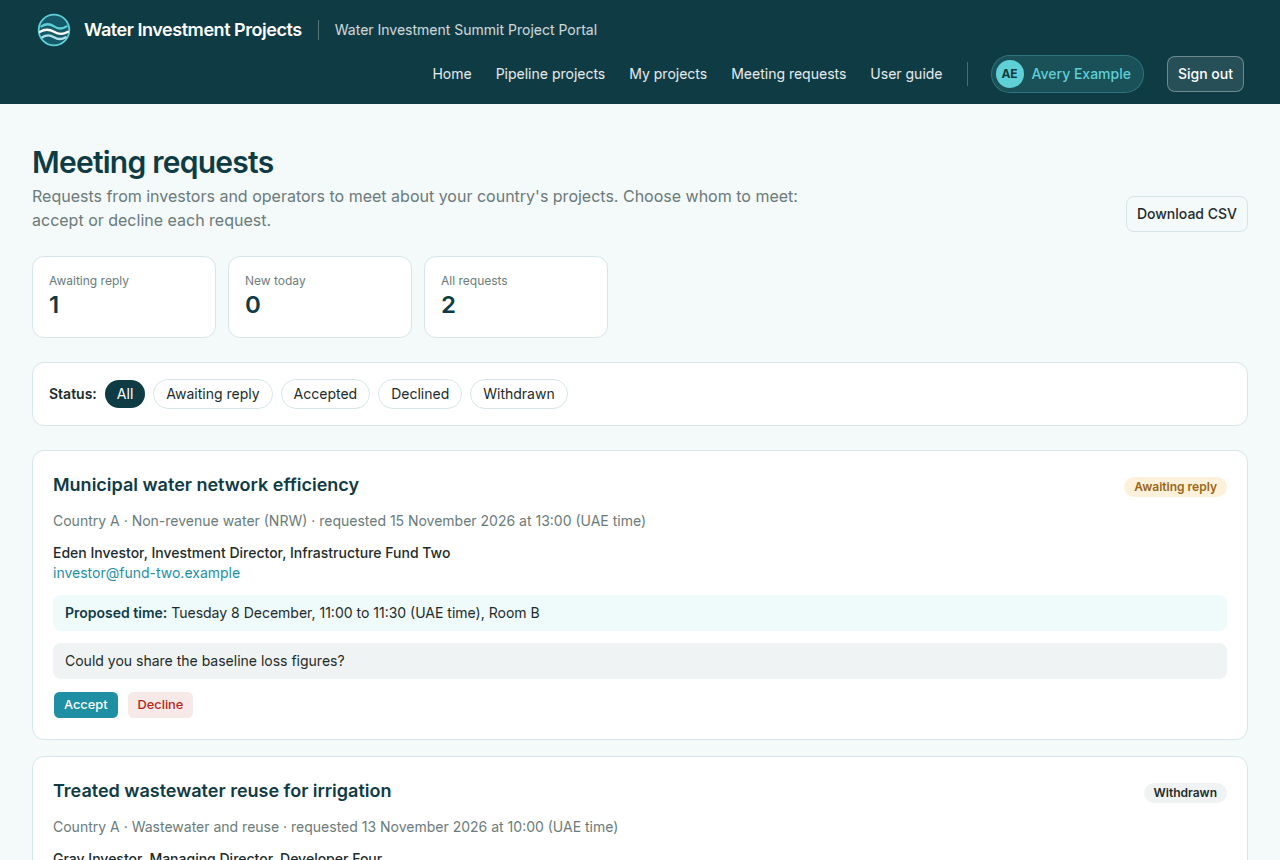 Water Investment Projects
Water Investment Summit Project Portal
Home
Pipeline projects
My projects
Meeting requests
User guide
AE
Avery Example
Sign out
Meeting requests
Requests from investors and operators to meet about your country's projects. Choose whom to meet:
accept or decline each request.
Download CSV
Awaiting reply
1
New today
0
All requests
2
Status:
All
Awaiting reply
Accepted
Declined
Withdrawn
Municipal water network efficiency
Awaiting reply
Country A · Non-revenue water (NRW) · requested 15 November 2026 at 13:00 (UAE time)
Eden Investor, Investment Director, Infrastructure Fund Two
investor@fund-two.example
Proposed time: Tuesday 8 December, 11:00 to 11:30 (UAE time), Room B
Could you share the baseline loss figures?
Accept
Decline
Treated wastewater reuse for irrigation
Withdrawn
Country A · Wastewater and reuse · requested 13 November 2026 at 10:00 (UAE time)
Gray Investor, Managing Director, Developer Four